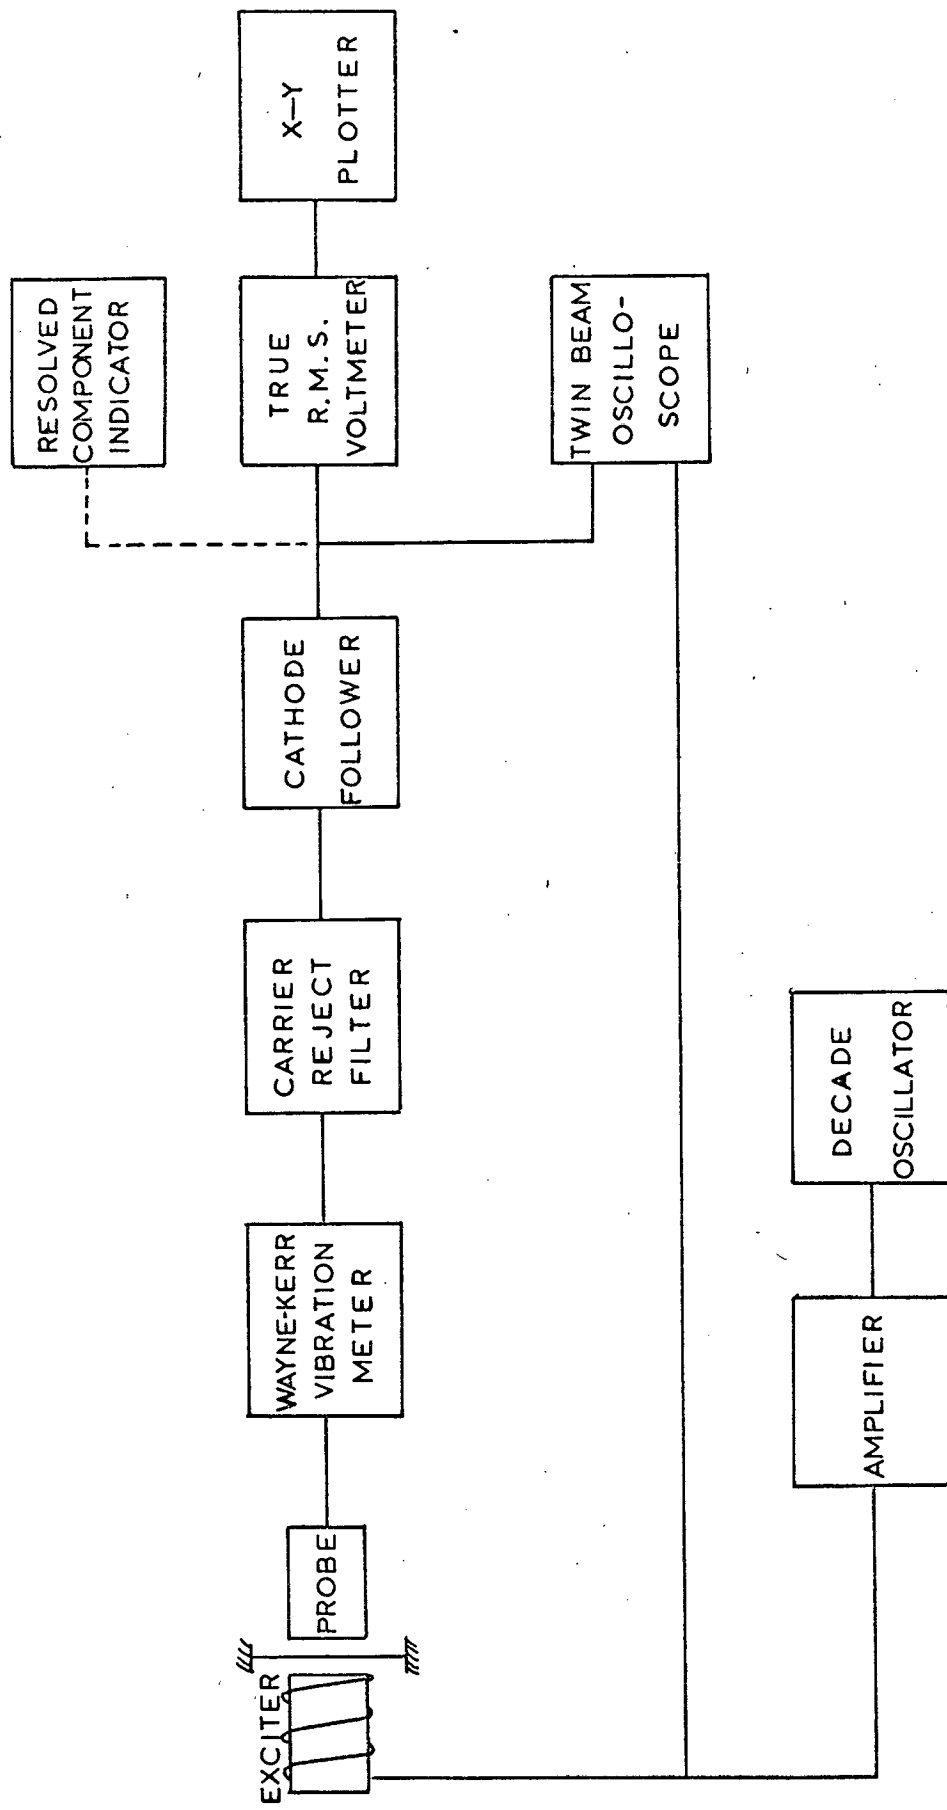 EXCITER
PROBE
WAYNE-KERR
VIBRATION
METER
CARRIER
REJECT
FILTER
CATHODE
FOLLOWER
RESOLVED
COMPONENT
INDICATOR
TRUE
R.M.S.
VOLTMETER
X—Y
PLOTTER
TWIN BEAM
OSCILLO-
SCOPE
AMPLIFIER
DECADE
OSCILLATOR